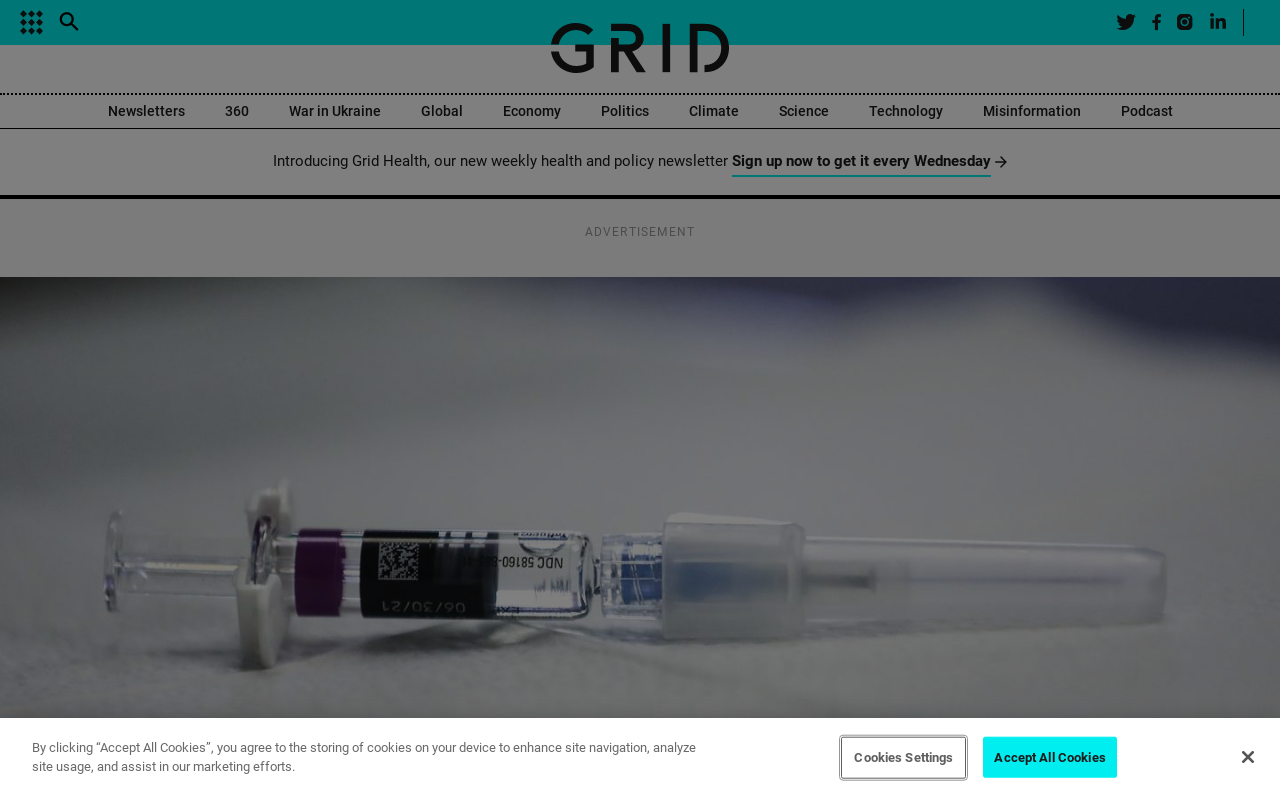 GRID
Newsletters 360 War in Ukraine Global Economy Politics Climate Science Technology Misinformation Podcast
Introducing Grid Health, our new weekly health and policy newsletter Sign up now to get it every Wednesday
ADVERTISEMENT
NDC 58160-
06/30/21
EXP
By clicking “Accept All Cookies”, you agree to the storing of cookies on your device to enhance site navigation, analyze
site usage, and assist in our marketing efforts.
Cookies Settings
Accept All Cookies